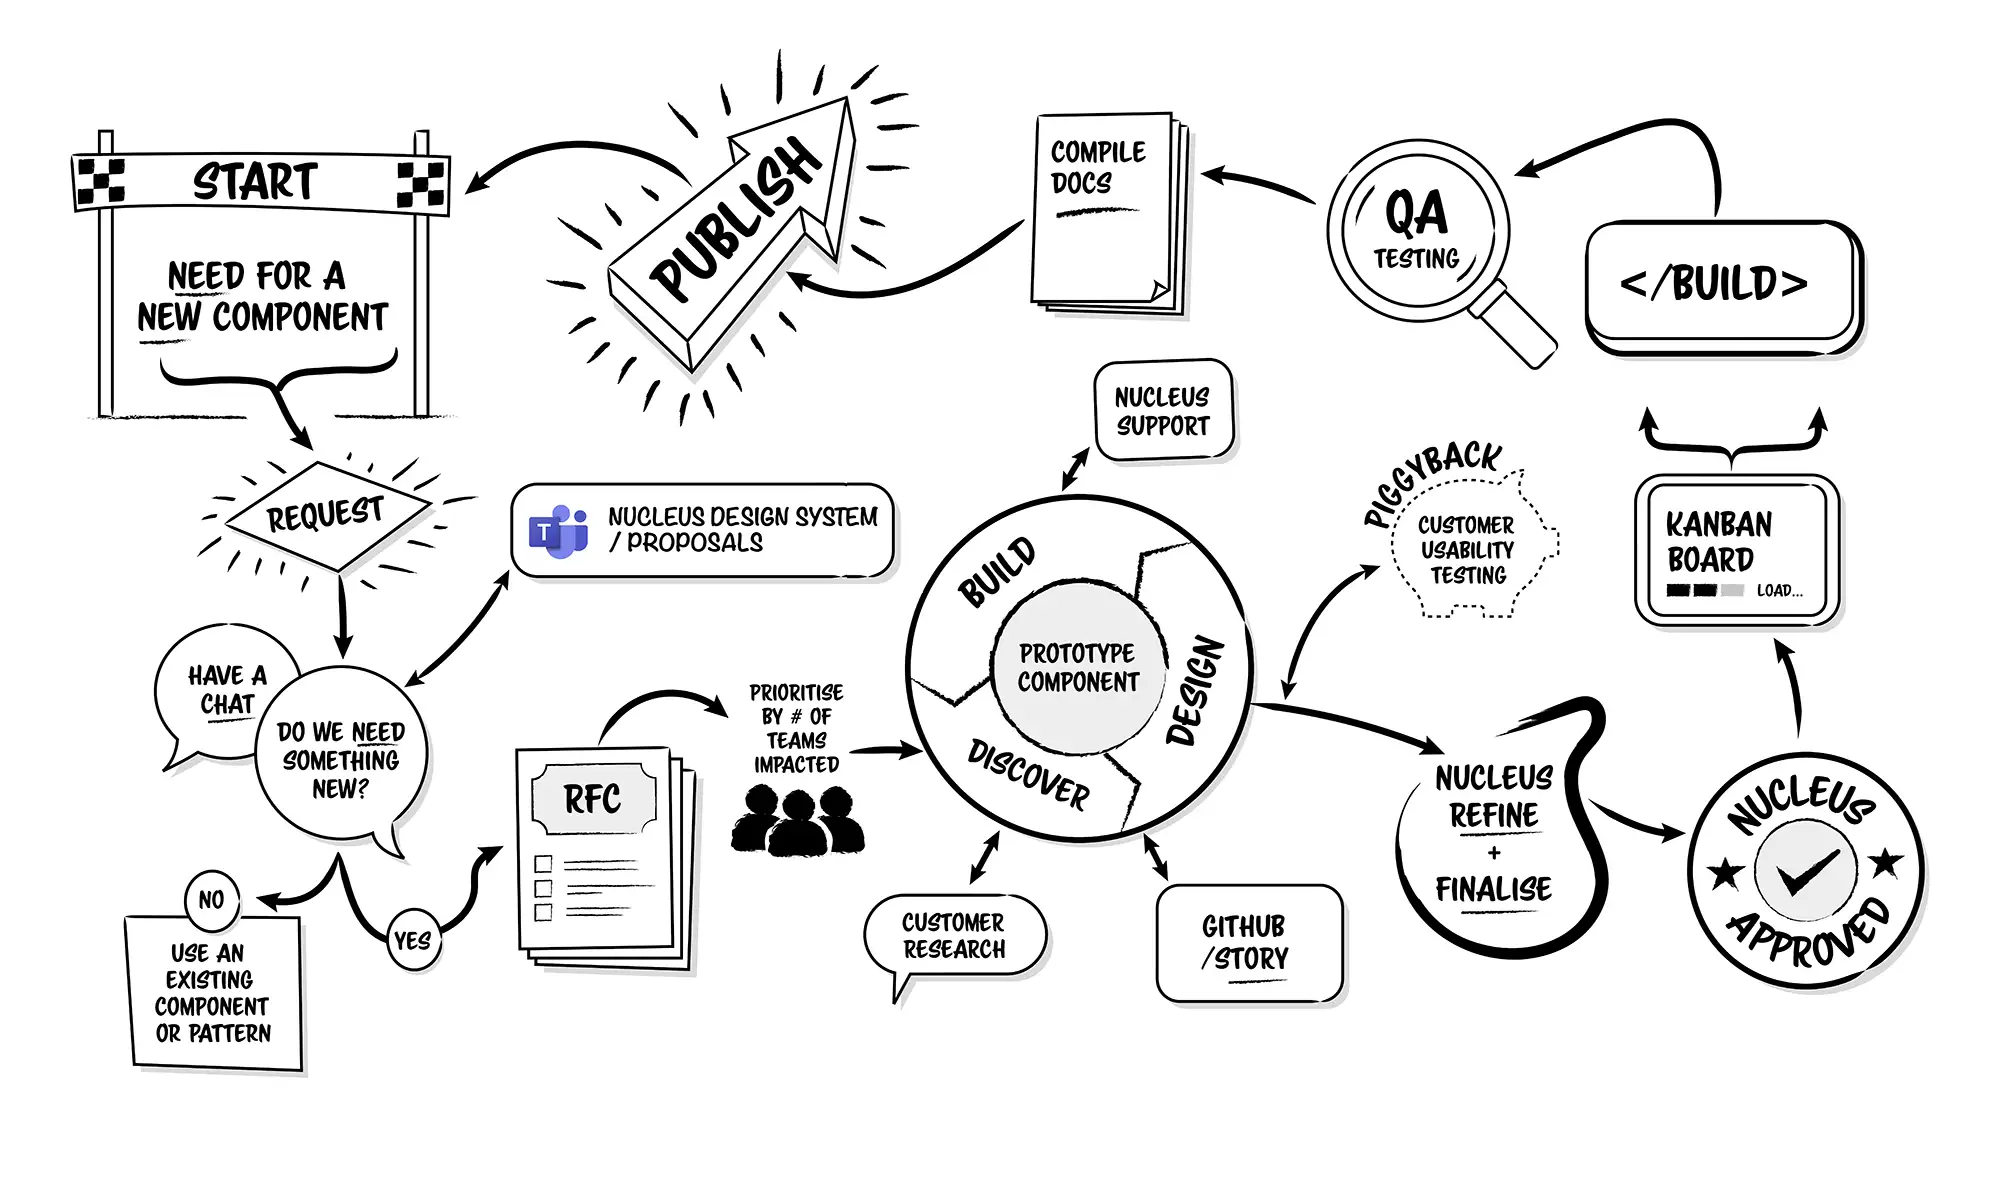 START
NEED FOR A
NEW COMPONENT
REQUEST
HAVE A
CHAT
DO WE NEED
SOMETHING
NEW?
T
NUCLEUS DESIGN SYSTEM
/ PROPOSALS
NO
USE AN
EXISTING
COMPONENT
OR PATTERN
YES
RFC
PRIORITISE
BY # OF
TEAMS
IMPACTED
PROTOTYPE
COMPONENT
DISCOVER
DESIGN
BUILD
NUCLEUS
SUPPORT
CUSTOMER
RESEARCH
GITHUB
/STORY
PIGGYBACK
CUSTOMER
USABILITY
TESTING
NUCLEUS
REFINE
+
FINALISE
NUCLEUS
APPROVED
KANBAN
BOARD
LOAD...
</BUILD>
QA
TESTING
COMPILE
DOCS
PUBLISH